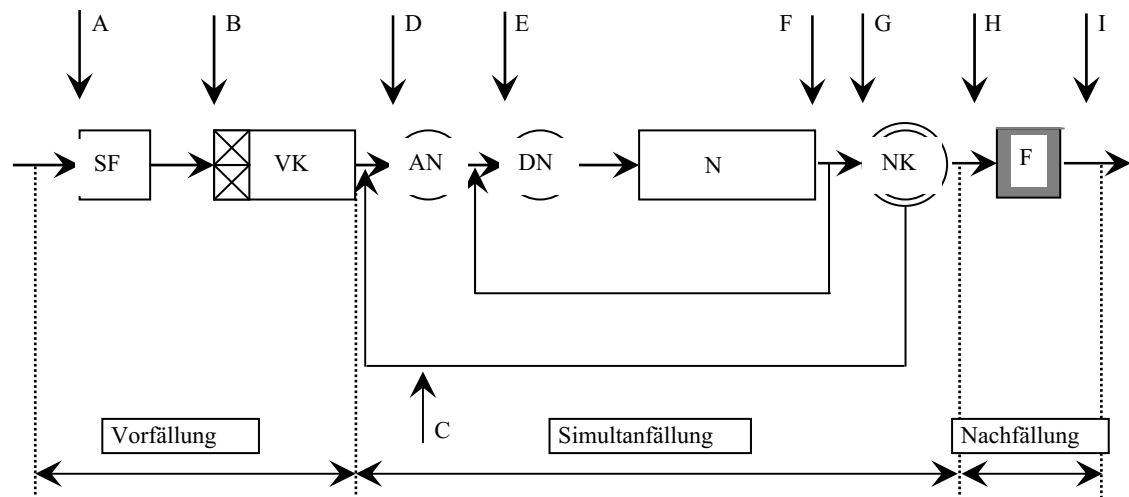 A
B
D
E
F
G
H
I
SF
VK
AN
DN
N
NK
F
C
Vorfällung
Simultanfällung
Nachfällung